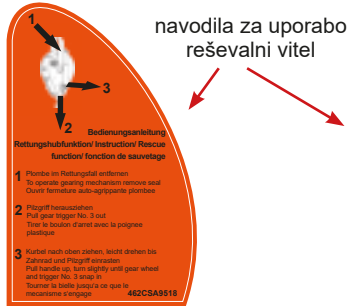 navodila za uporabo
reševalni vitel
1
3
2
Bedienungsanleitung
Rettungshubfunktion/ Instruction/ Rescue
function/ fonction de sauvetage
1 Plombe im Rettungsfall entfernen
To operate gearing mechanism remove seal
Ouvrir fermeture auto-agrippante plombee
2 Pilzgriff herausziehen
Pull gear trigger No. 3 out
Tirer le boulon d'arret avec la poignee
plastique
3 Kurbel nach oben ziehen, leicht drehen bis
Zahnrad und Pilzgriff einrasten
Pull handle up, turn slightly until gear wheel
and trigger No. 3 snap in
Tourner la bielle jusqu'a ce que le
mecanisme s'engage 462CSA9518